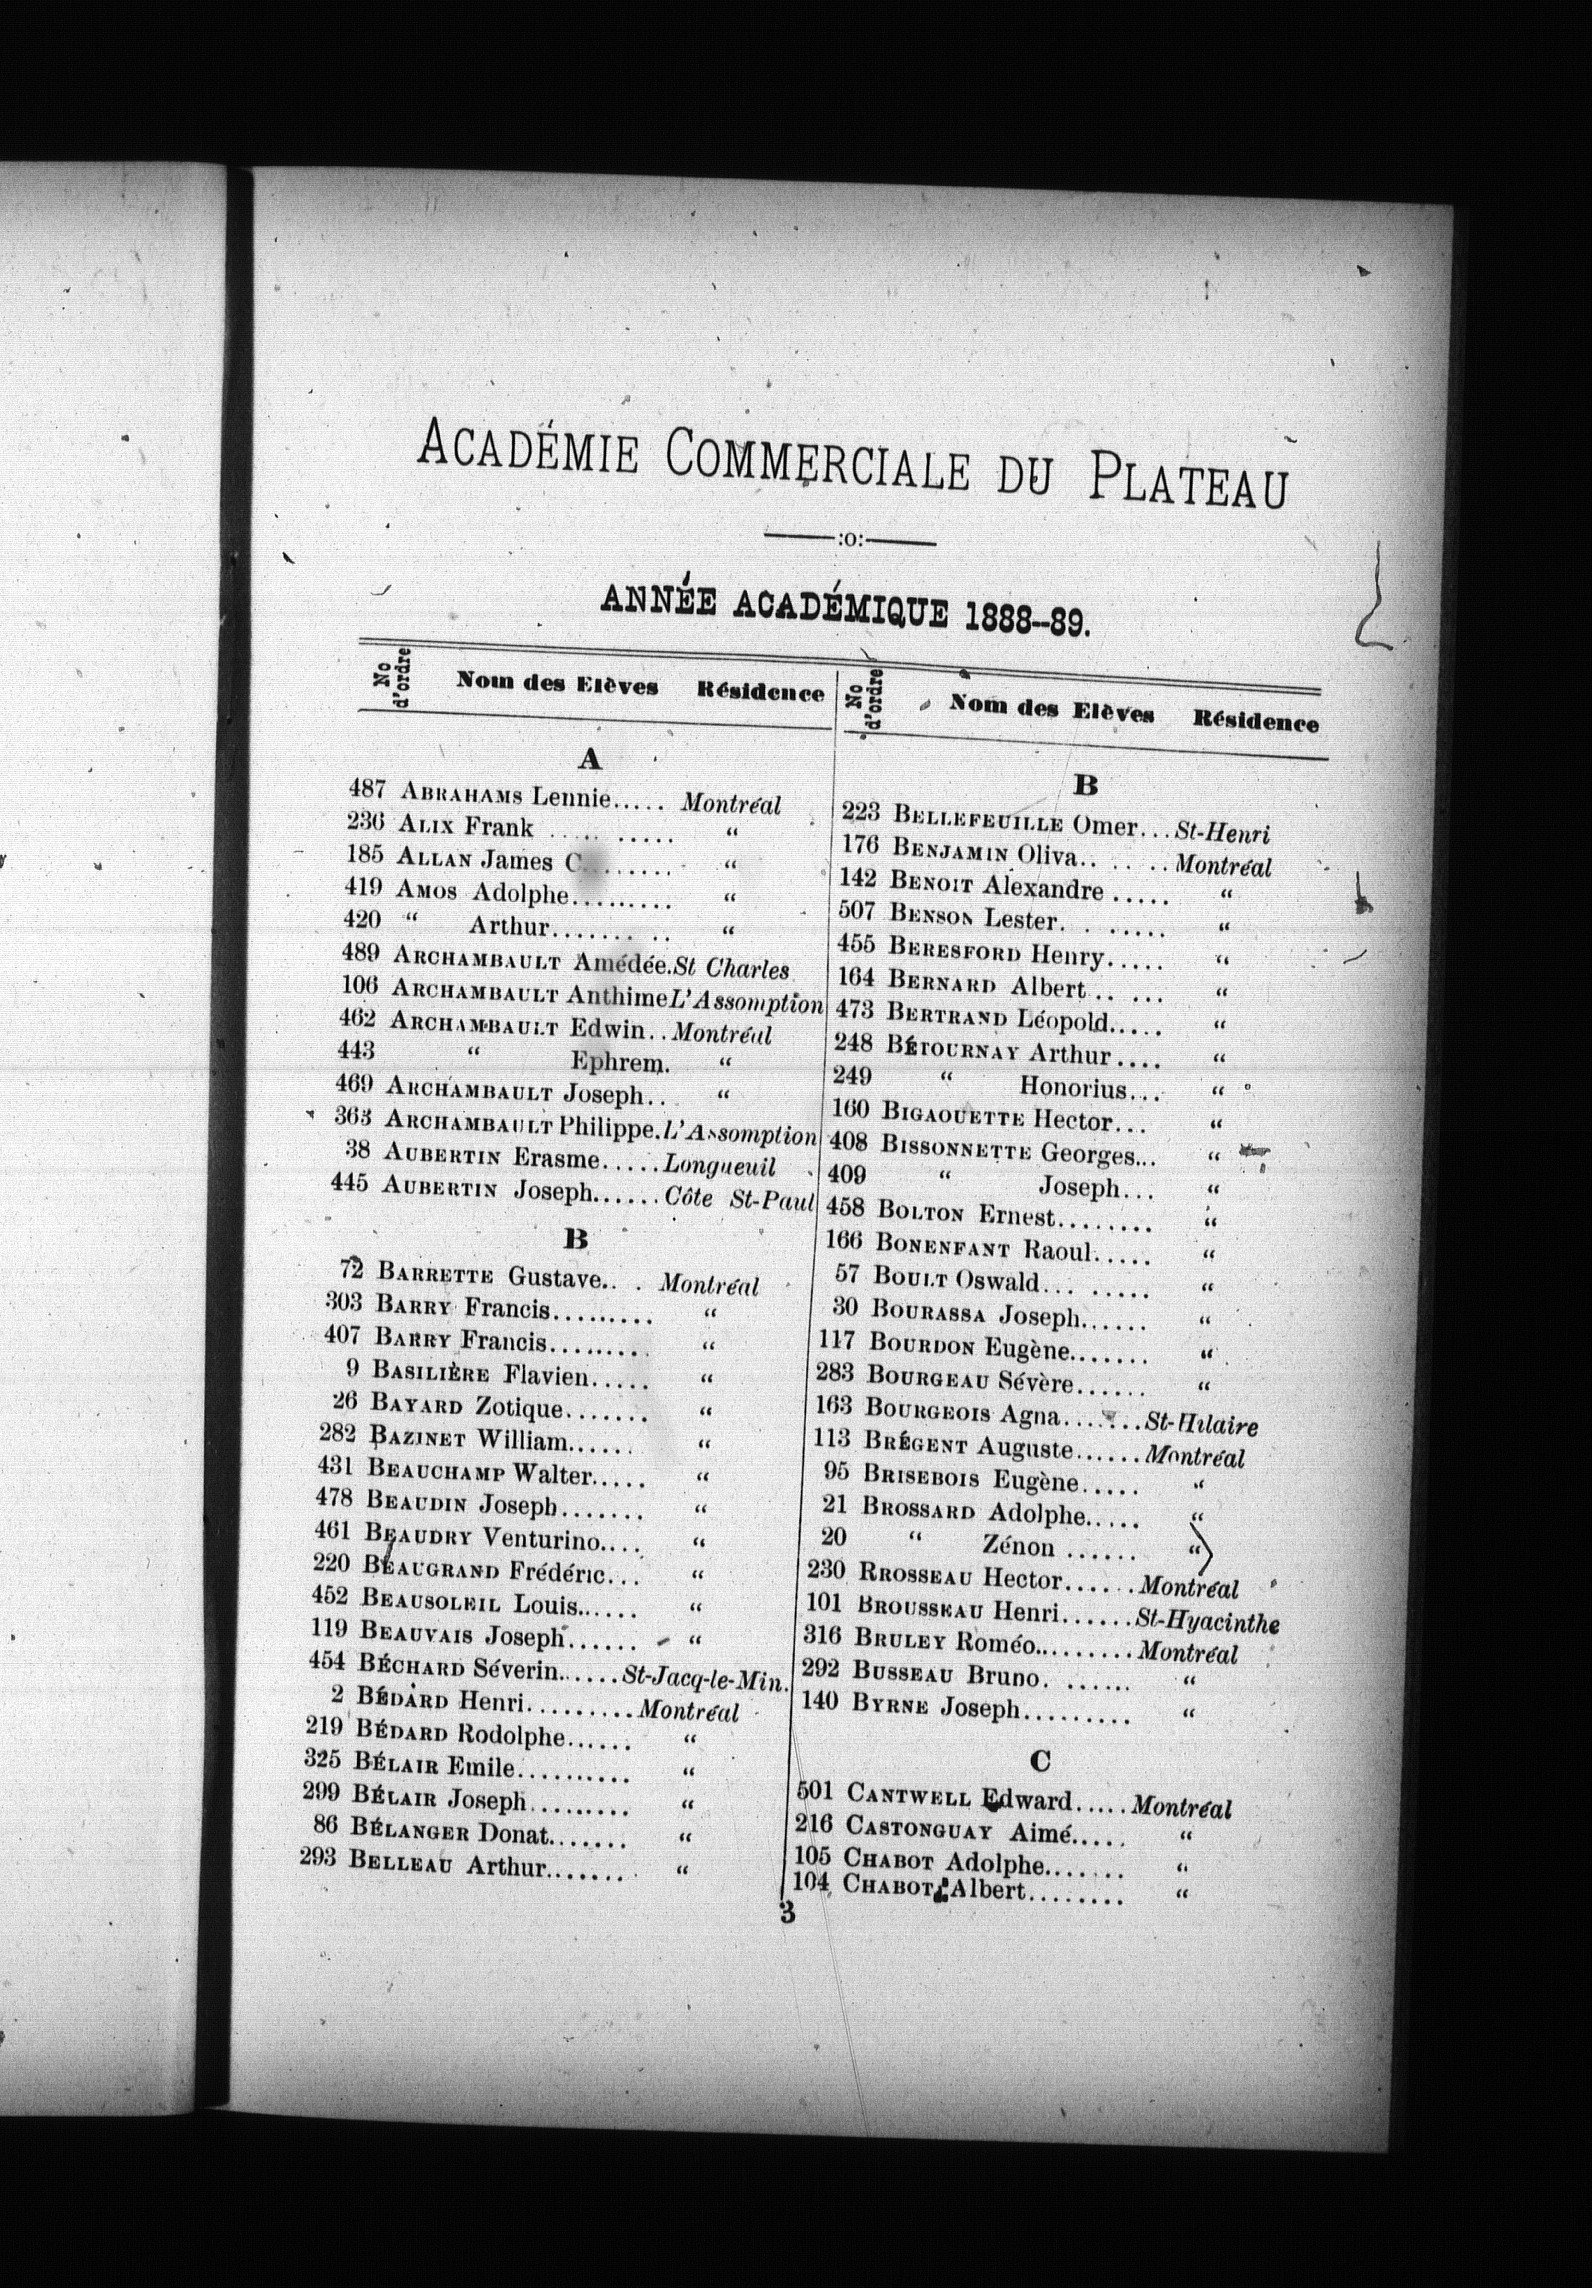 ACADÉMIE COMMERCIALE DU PLATEAU
:o:
ANNÉE ACADÉMIQUE 1888--89.
No d'ordre Nom des Elèves Résidence
A
487 ABRAHAMS Lennie..... Montréal
236 ALIX Frank ..... ..... “
185 ALLAN James C........ “
419 AMOS Adolphe......... “
420 “ Arthur....... .. “
489 ARCHAMBAULT Amédée.St Charles
106 ARCHAMBAULT Anthime L'Assomption
462 ARCHAMBAULT Edwin.. Montréal
443 “ Ephrem. “
469 ARCHAMBAULT Joseph.. “
363 ARCHAMBAULT Philippe.L'Assomption
38 AUBERTIN Erasme.....Longueuil
445 AUBERTIN Joseph......Côte St-Paul
B
72 BARRETTE Gustave.. . Montréal
303 BARRY Francis......... “
407 BARRY Francis......... “
9 BASILIÈRE Flavien..... “
26 BAYARD Zotique....... “
282 BAZINET William...... “
431 BEAUCHAMP Walter..... “
478 BEAUDIN Joseph....... “
461 BEAUDRY Venturino.... “
220 BEAUGRAND Frédéric... “
452 BEAUSOLEIL Louis...... “
119 BEAUVAIS Joseph...... “
454 BÉCHARD Séverin......St-Jacq-le-Min.
2 BÉDARD Henri.........Montréal
219 BÉDARD Rodolphe...... “
325 BÉLAIR Emile.......... “
299 BÉLAIR Joseph......... “
86 BÉLANGER Donat....... “
293 BELLEAU Arthur........ “
No d'ordre Nom des Elèves Résidence
B
223 BELLEFEUILLE Omer...St-Henri
176 BENJAMIN Oliva.. . ...Montréal
142 BENOIT Alexandre ..... “
507 BENSON Lester. . ..... “
455 BERESFORD Henry..... “
164 BERNARD Albert.. ... “
473 BERTRAND Léopold..... “
248 BÉTOURNAY Arthur.... “
249 “ Honorius... “
160 BIGAOUETTE Hector... “
408 BISSONNETTE Georges... “
409 “ Joseph... “
458 BOLTON Ernest........ “
166 BONENFANT Raoul..... “
57 BOULT Oswald... ..... “
30 BOURASSA Joseph...... “
117 BOURDON Eugène....... “
283 BOURGEAU Sévère...... “
163 BOURGEOIS Agna.......St-Hilaire
113 BRÉGENT Auguste......Montréal
95 BRISEBOIS Eugène..... “
21 BROSSARD Adolphe..... “
20 “ Zénon ...... “
230 RROSSEAU Hector......Montréal
101 BROUSSEAU Henri......St-Hyacinthe
316 BRULEY Roméo.........Montréal
292 BUSSEAU Bruno. ...... “
140 BYRNE Joseph......... “
C
501 CANTWELL Edward.....Montréal
216 CASTONGUAY Aimé..... “
105 CHABOT Adolphe....... “
104 CHABOT Albert........ “
3